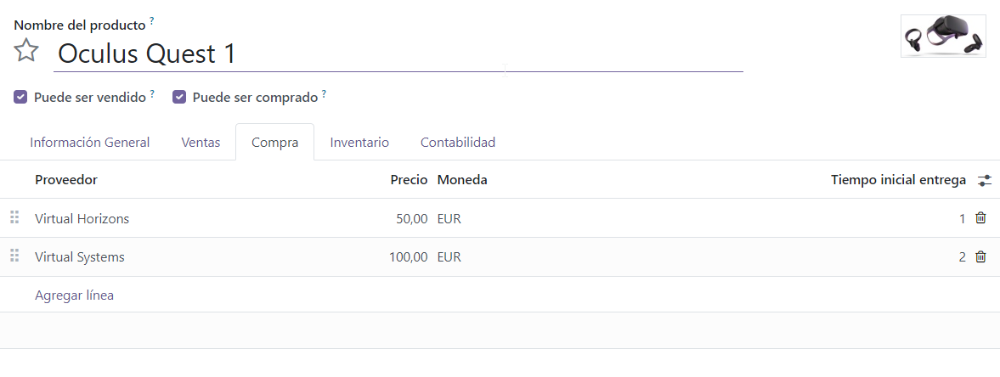 Nombre del producto ?
Oculus Quest 1
Puede ser vendido ? Puede ser comprado ?
Información General Ventas Compra Inventario Contabilidad
Proveedor Precio Moneda Tiempo inicial entrega
Virtual Horizons 50,00 EUR 1
Virtual Systems 100,00 EUR 2
Agregar línea